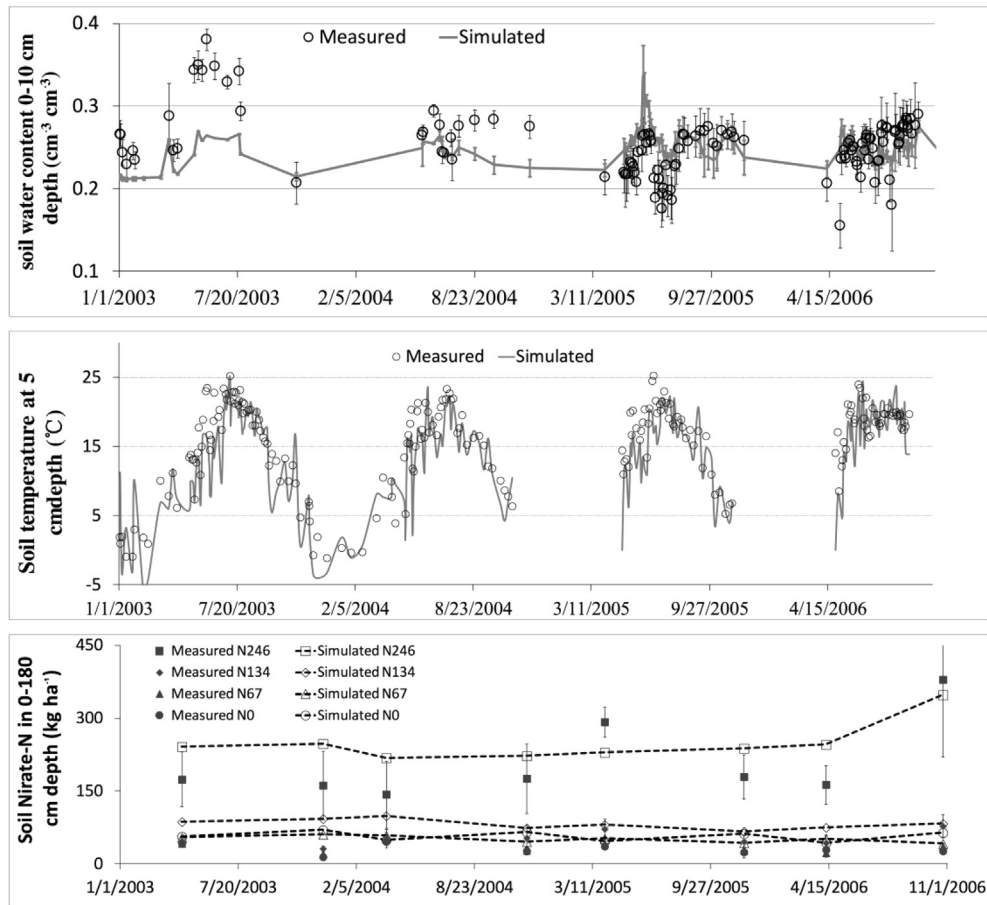 soil water content 0-10 cm
depth (cm⁻³ cm⁻³)
0.4
0.3
0.2
0.1
Measured Simulated
1/1/2003 7/20/2003 2/5/2004 8/23/2004 3/11/2005 9/27/2005 4/15/2006
Soil temperature at 5
cmdepth (℃)
25
15
5
-5
Measured Simulated
1/1/2003 7/20/2003 2/5/2004 8/23/2004 3/11/2005 9/27/2005 4/15/2006
Soil Nirate-N in 0-180
cm depth (kg ha⁻¹)
450
300
150
0
Measured N246 Simulated N246
Measured N134 Simulated N134
Measured N67 Simulated N67
Measured N0 Simulated N0
1/1/2003 7/20/2003 2/5/2004 8/23/2004 3/11/2005 9/27/2005 4/15/2006 11/1/2006